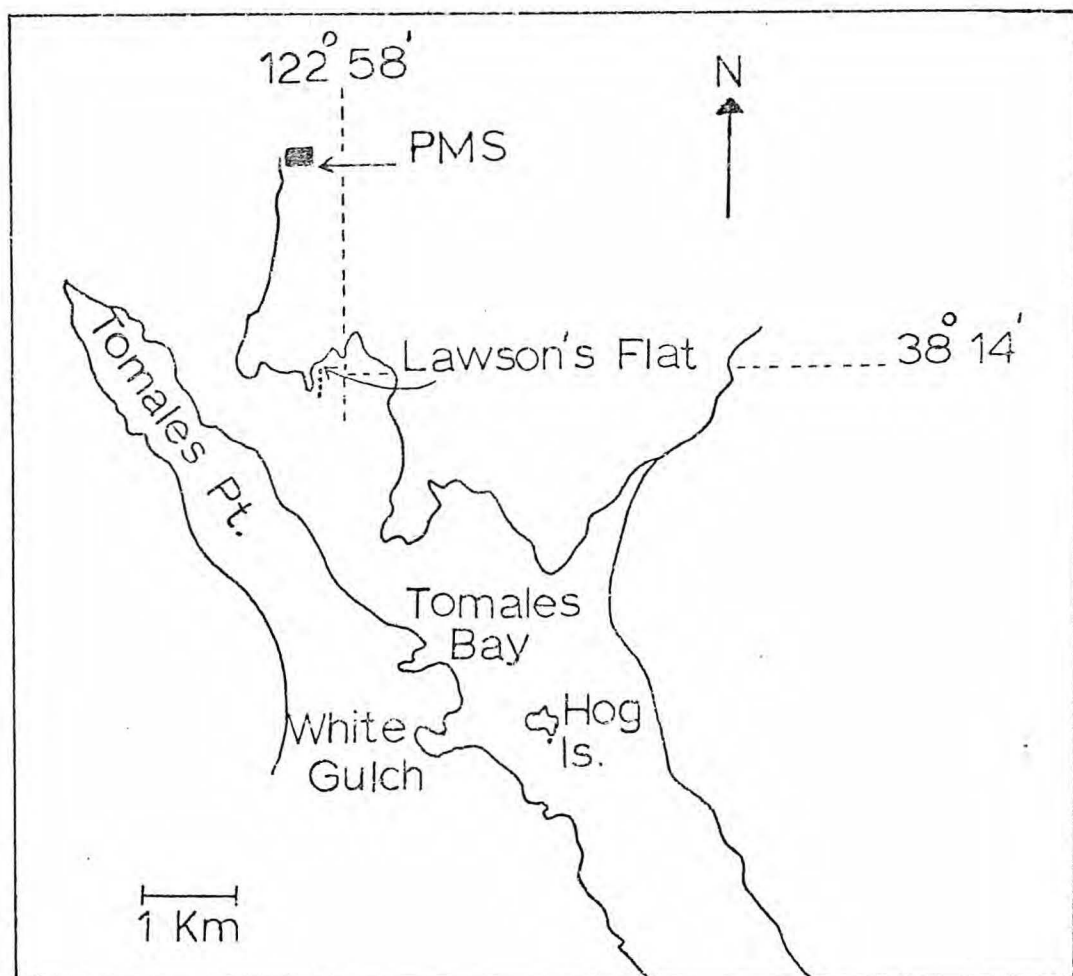 122° 58'
N
PMS
Lawson's Flat
38° 14'
Tomales Pt.
Tomales
Bay
Hog
Is.
White
Gulch
1 Km